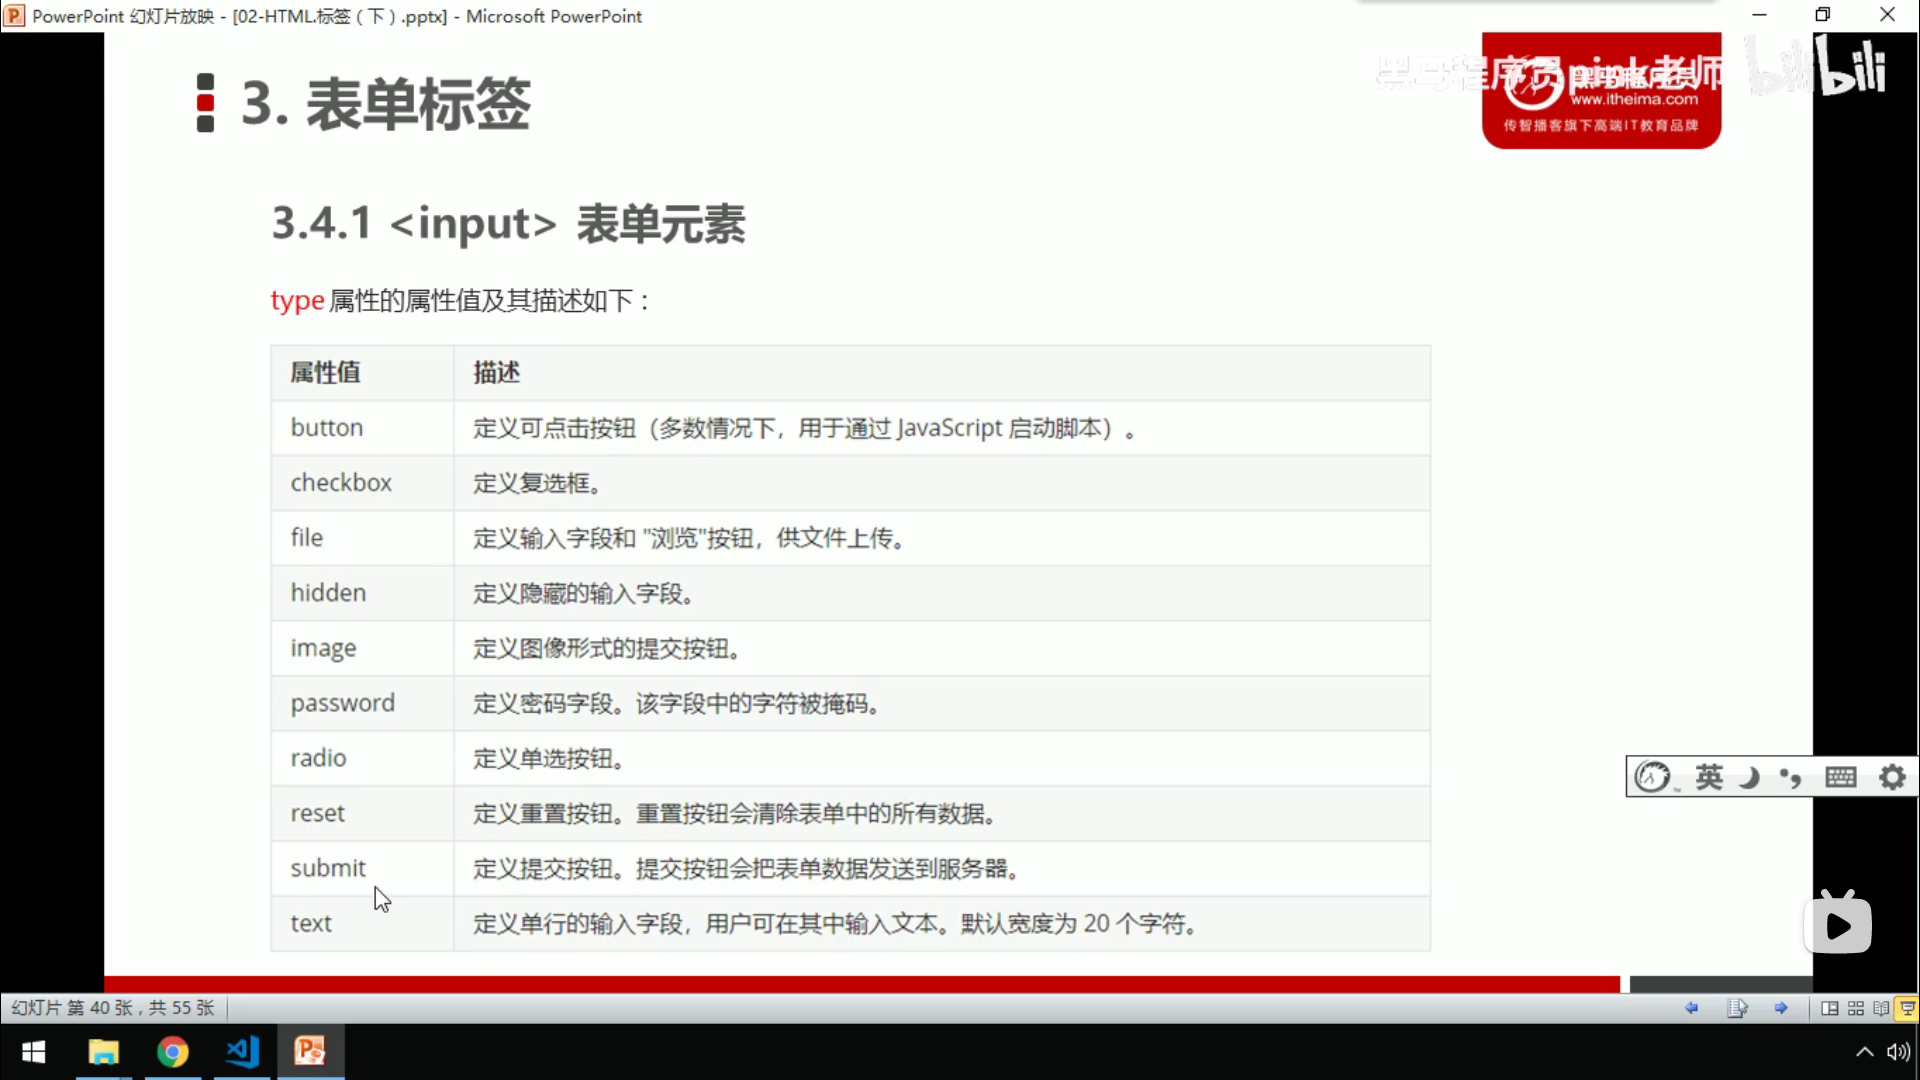 PowerPoint 幻灯片放映 - [02-HTML标签（下）.pptx] - Microsoft PowerPoint
3. 表单标签
黑马程序员pink老师
bilibili
www.itheima.com
传智播客旗下高端IT教育品牌
3.4.1 <input> 表单元素
type 属性的属性值及其描述如下：
属性值 描述
button 定义可点击按钮（多数情况下，用于通过 JavaScript 启动脚本）。
checkbox 定义复选框。
file 定义输入字段和 "浏览"按钮，供文件上传。
hidden 定义隐藏的输入字段。
image 定义图像形式的提交按钮。
password 定义密码字段。该字段中的字符被掩码。
radio 定义单选按钮。
英
reset 定义重置按钮。重置按钮会清除表单中的所有数据。
submit 定义提交按钮。提交按钮会把表单数据发送到服务器。
text 定义单行的输入字段，用户可在其中输入文本。默认宽度为 20 个字符。
幻灯片 第 40 张，共 55 张